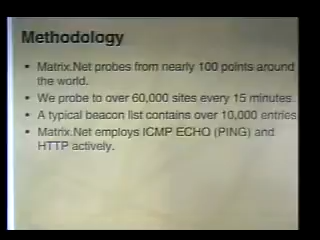 Methodology
• Matrix.Net probes from nearly 100 points around
the world.
• We probe to over 60,000 sites every 15 minutes.
• A typical beacon list contains over 10,000 entries
• Matrix.Net employs ICMP ECHO (PING) and
HTTP actively.